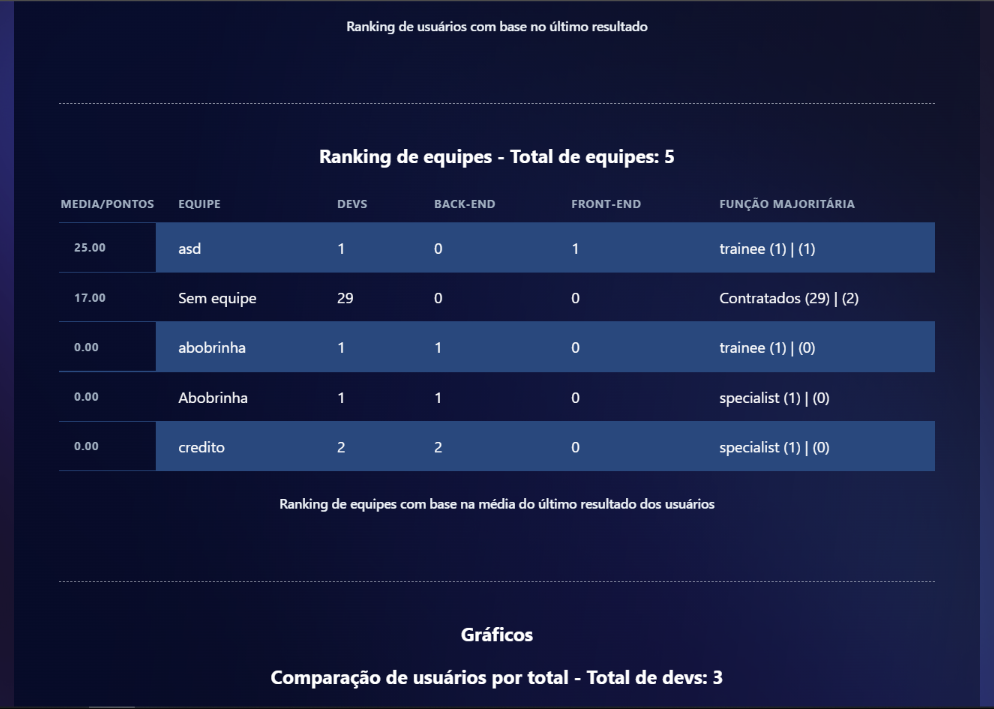 Ranking de usuários com base no último resultado
Ranking de equipes - Total de equipes: 5
MEDIA/PONTOS EQUIPE DEVS BACK-END FRONT-END FUNÇÃO MAJORITÁRIA
25.00 asd 1 0 1 trainee (1) | (1)
17.00 Sem equipe 29 0 0 Contratados (29) | (2)
0.00 abobrinha 1 1 0 trainee (1) | (0)
0.00 Abobrinha 1 1 0 specialist (1) | (0)
0.00 credito 2 2 0 specialist (1) | (0)
Ranking de equipes com base na média do último resultado dos usuários
Gráficos
Comparação de usuários por total - Total de devs: 3